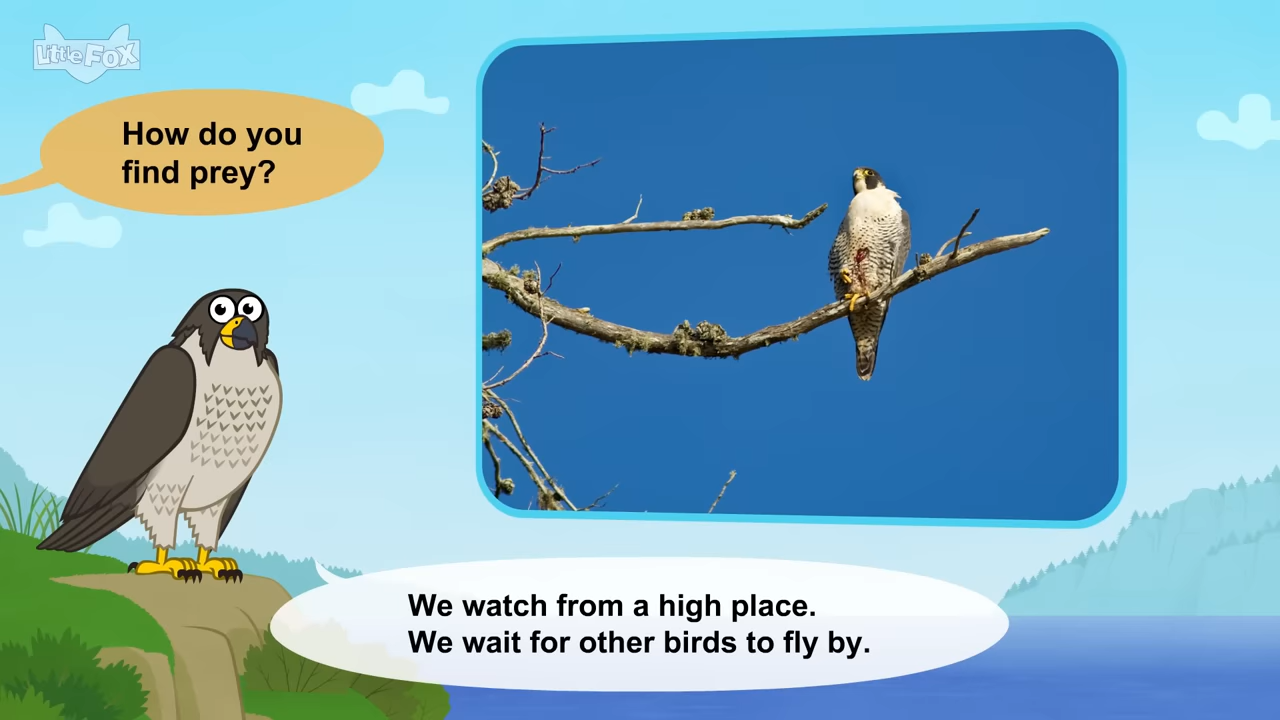 Little Fox
How do you
find prey?
We watch from a high place.
We wait for other birds to fly by.